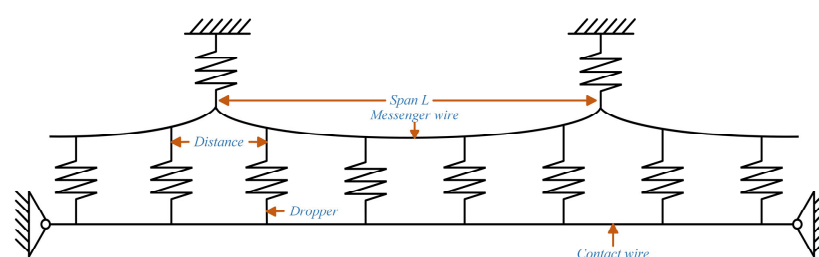 Span L
Messenger wire
Distance
Dropper
Contact wire